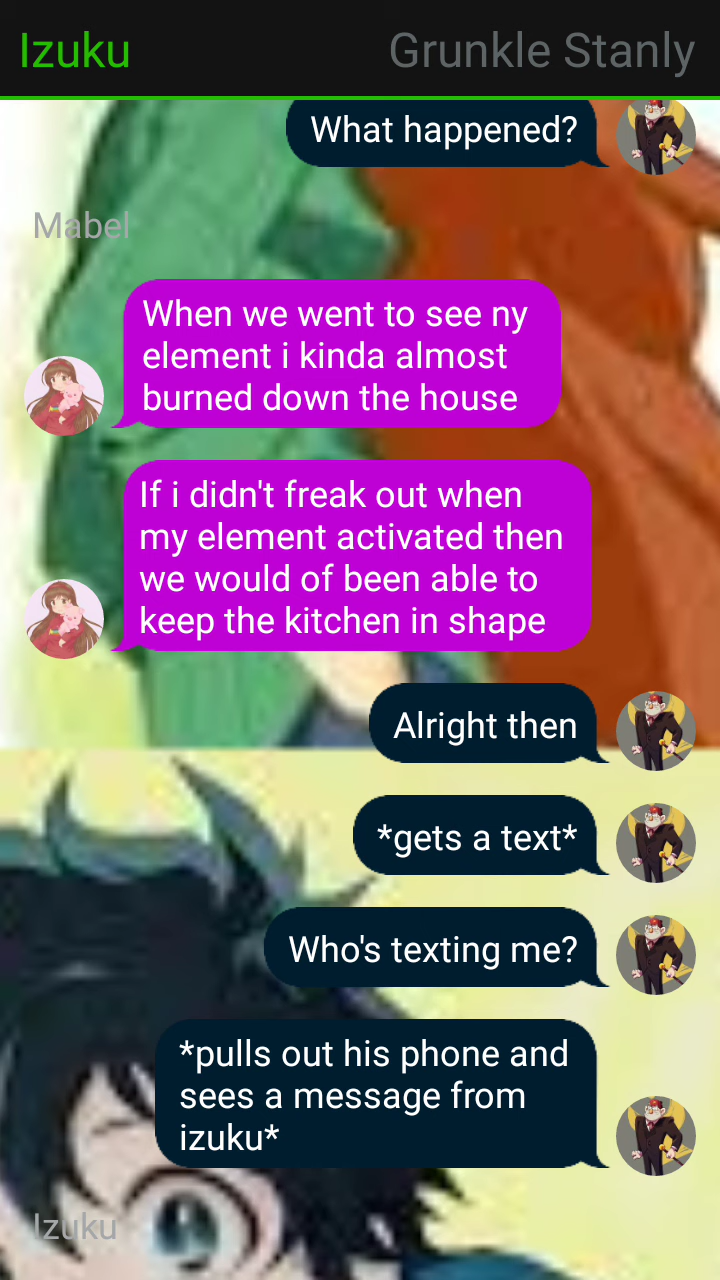 Izuku
Grunkle Stanly
What happened?
Mabel
When we went to see ny
element i kinda almost
burned down the house
If i didn't freak out when
my element activated then
we would of been able to
keep the kitchen in shape
Alright then
*gets a text*
Who's texting me?
*pulls out his phone and
sees a message from
izuku*
Izuku